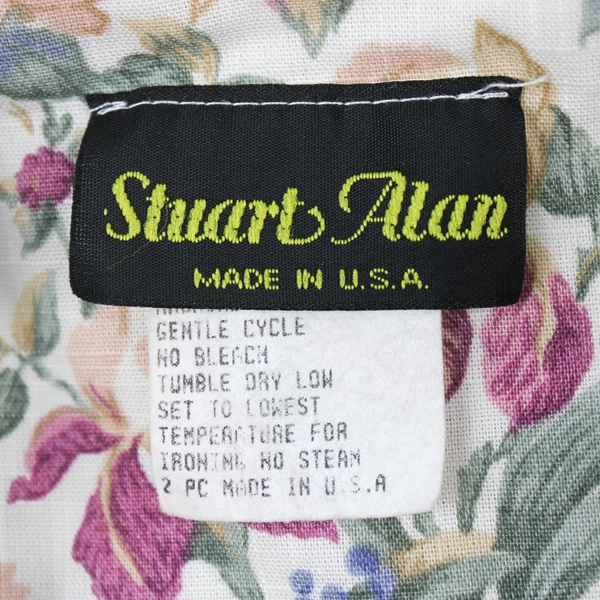 Stuart Alan
MADE IN U.S.A.
GENTLE CYCLE
NO BLEACH
TUMBLE DRY LOW
SET TO LOWEST
TEMPERATURE FOR
IRONING NO STEAM
2 PC MADE IN U.S.A